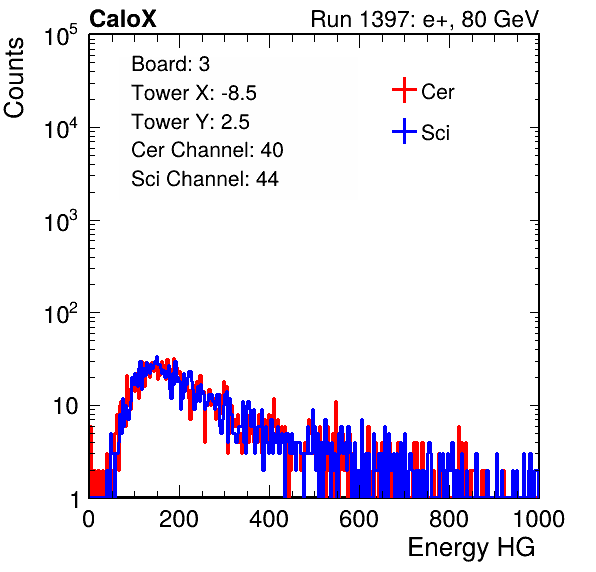 CaloX Run 1397: e+, 80 GeV
Counts
10^5
10^4
10^3
10^2
10
1
Board: 3
Tower X: -8.5
Tower Y: 2.5
Cer Channel: 40
Sci Channel: 44
Cer
Sci
0 200 400 600 800 1000
Energy HG